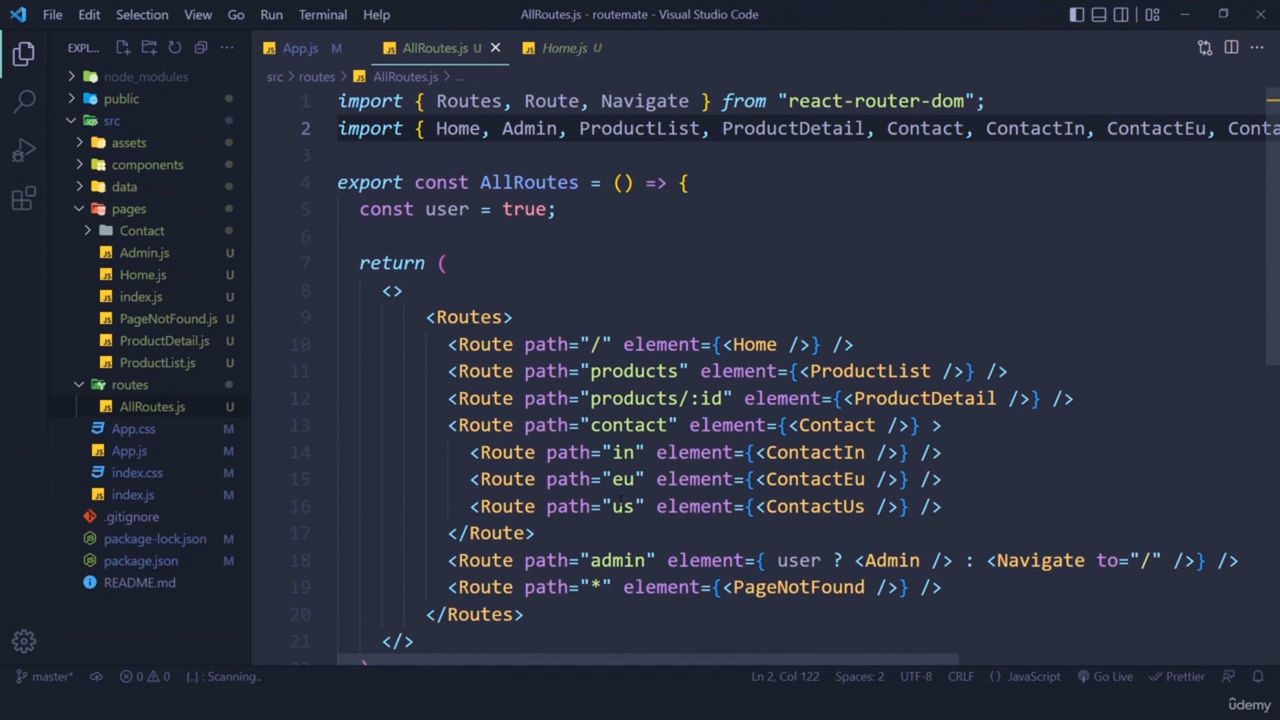 File Edit Selection View Go Run Terminal Help AllRoutes.js - routemate - Visual Studio Code
EXPL... App.js M AllRoutes.js U Home.js U
src > routes > AllRoutes.js > ...
node_modules
public
src
assets
components
data
pages
Contact
Admin.js U
Home.js U
index.js U
PageNotFound.js U
ProductDetail.js U
ProductList.js U
routes
AllRoutes.js U
App.css M
App.js M
index.css M
index.js M
.gitignore
package-lock.json M
package.json M
README.md
1 import { Routes, Route, Navigate } from "react-router-dom";
2 import { Home, Admin, ProductList, ProductDetail, Contact, ContactIn, ContactEu, Conta
3
4 export const AllRoutes = () => {
5 const user = true;
6
7 return (
8 <>
9 <Routes>
10 <Route path="/" element={<Home />} />
11 <Route path="products" element={<ProductList />} />
12 <Route path="products/:id" element={<ProductDetail />} />
13 <Route path="contact" element={<Contact />} >
14 <Route path="in" element={<ContactIn />} />
15 <Route path="eu" element={<ContactEu />} />
16 <Route path="us" element={<ContactUs />} />
17 </Route>
18 <Route path="admin" element={ user ? <Admin /> : <Navigate to="/" />} />
19 <Route path="*" element={<PageNotFound />} />
20 </Routes>
21 </>
master* 0 0 {..} : Scanning.. Ln 2, Col 122 Spaces: 2 UTF-8 CRLF {} JavaScript Go Live Prettier
ûdemy